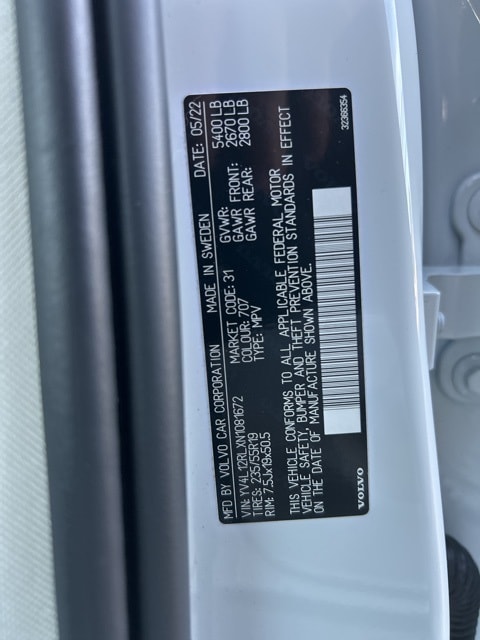 MFD BY VOLVO CAR CORPORATION MADE IN SWEDEN DATE: 05/22
VIN: YV4L12RLXN1081672 MARKET CODE: 31 GVWR: 5400 LB
TIRES: 235/55R19 COLOUR: 707 GAWR FRONT: 2670 LB
RIM: 7.5Jx19x50.5 TYPE: MPV GAWR REAR: 2800 LB
THIS VEHICLE CONFORMS TO ALL APPLICABLE FEDERAL MOTOR
VEHICLE SAFETY, BUMPER AND THEFT PREVENTION STANDARDS IN EFFECT
ON THE DATE OF MANUFACTURE SHOWN ABOVE.
VOLVO 32366354